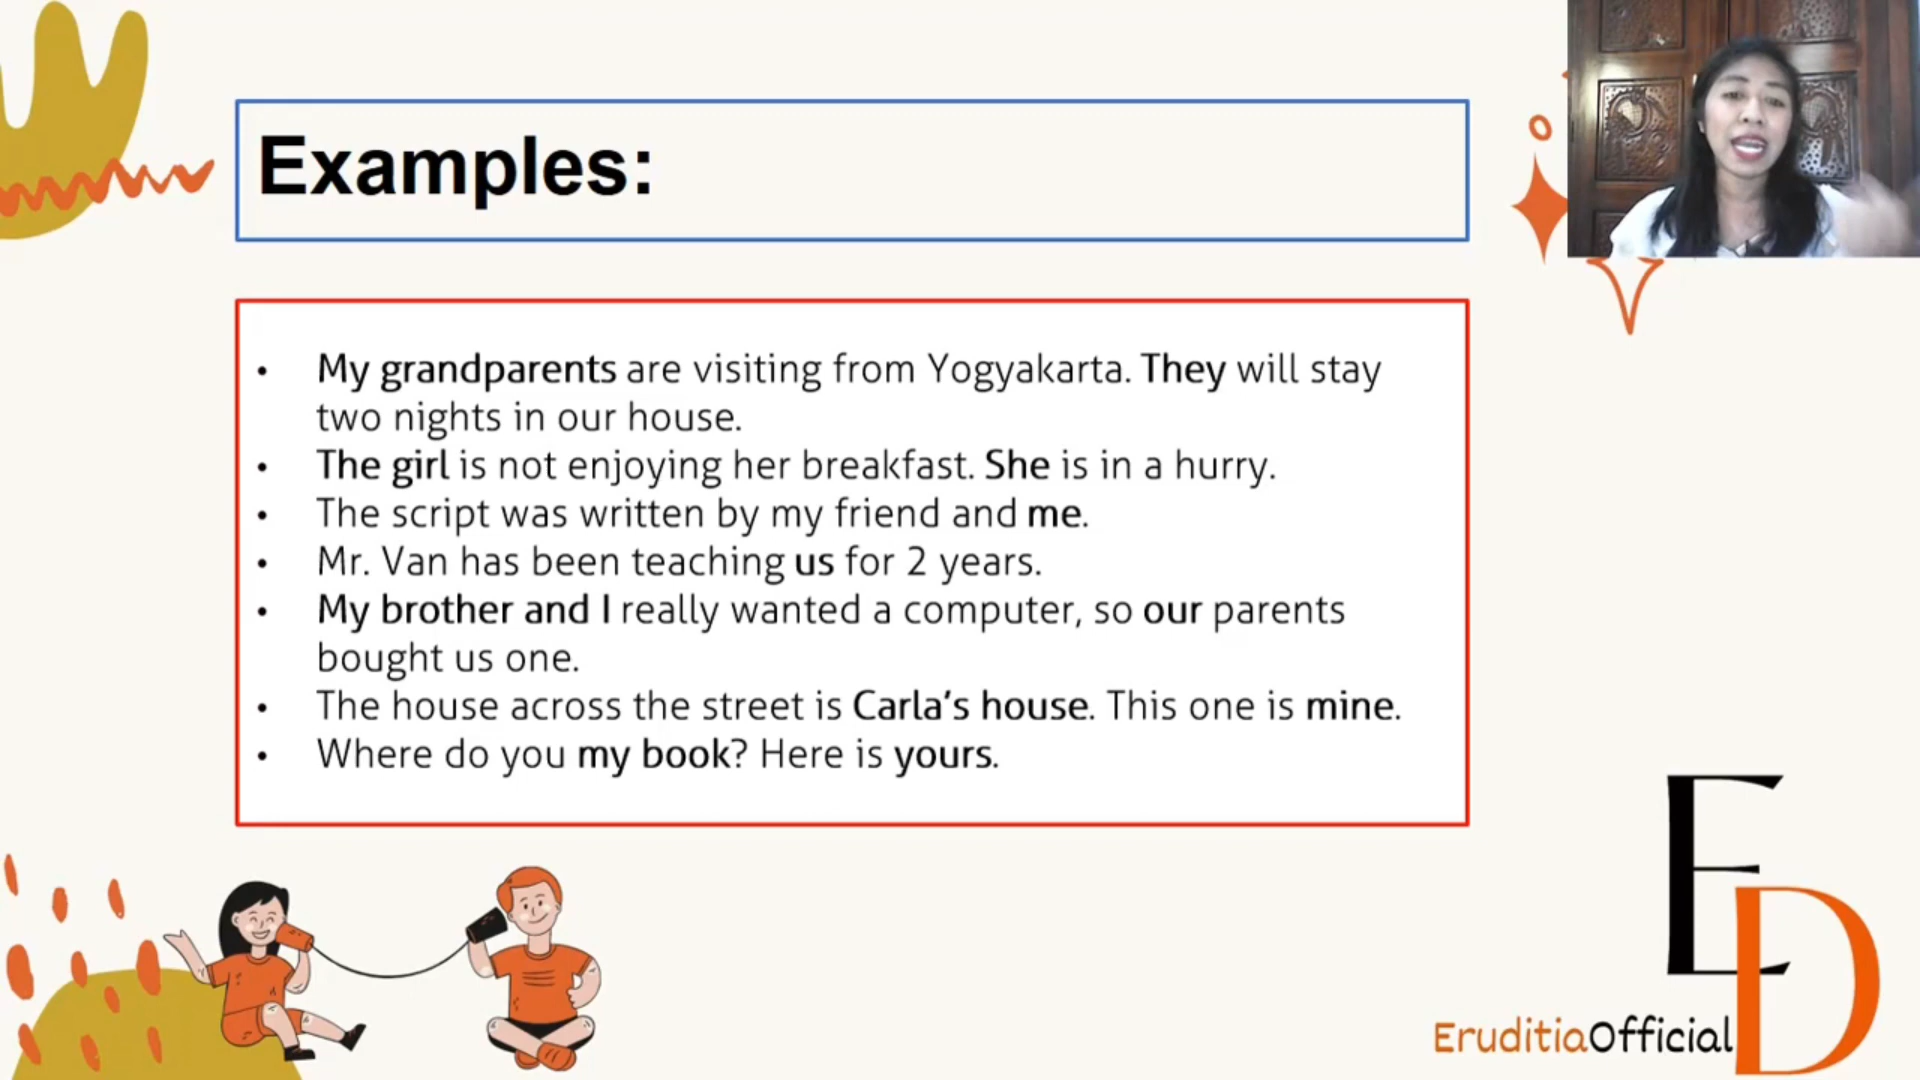 Examples:
• My grandparents are visiting from Yogyakarta. They will stay
two nights in our house.
• The girl is not enjoying her breakfast. She is in a hurry.
• The script was written by my friend and me.
• Mr. Van has been teaching us for 2 years.
• My brother and I really wanted a computer, so our parents
bought us one.
• The house across the street is Carla’s house. This one is mine.
• Where do you my book? Here is yours.
ED
EruditiaOfficial